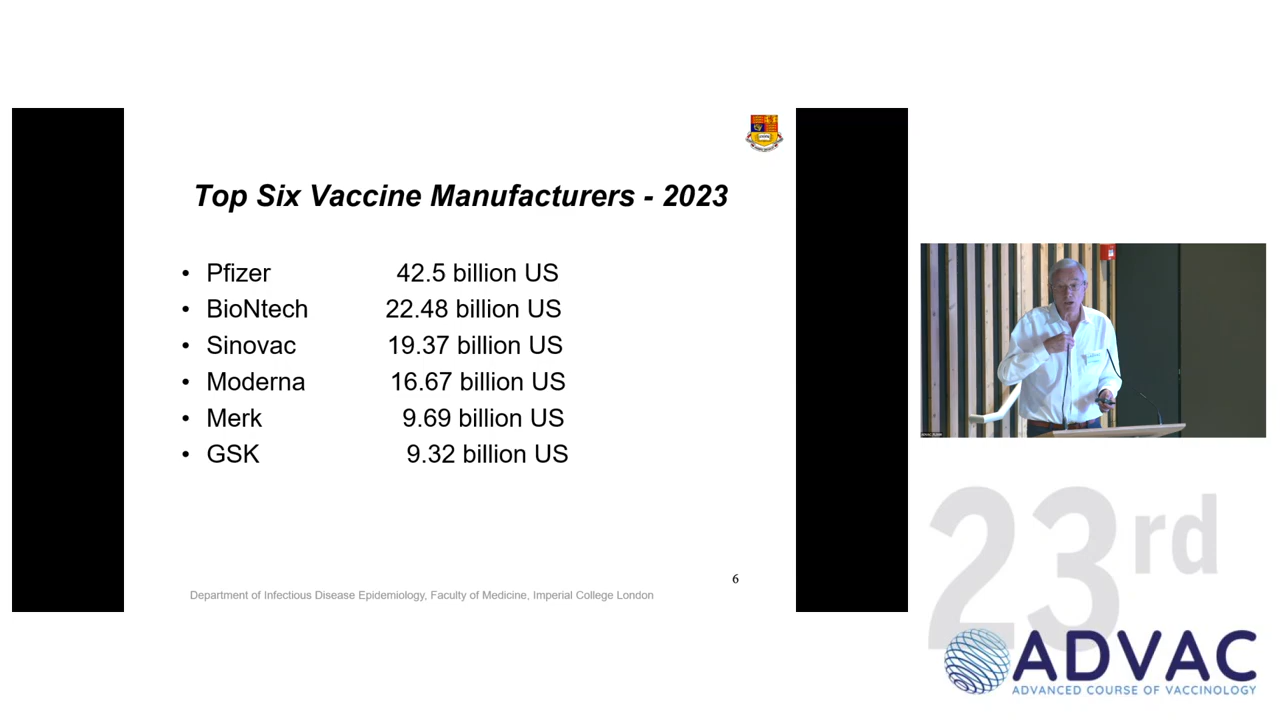 Top Six Vaccine Manufacturers - 2023
• Pfizer 42.5 billion US
• BioNtech 22.48 billion US
• Sinovac 19.37 billion US
• Moderna 16.67 billion US
• Merk 9.69 billion US
• GSK 9.32 billion US
6
Department of Infectious Disease Epidemiology, Faculty of Medicine, Imperial College London
23rd
ADVAC
ADVANCED COURSE OF VACCINOLOGY